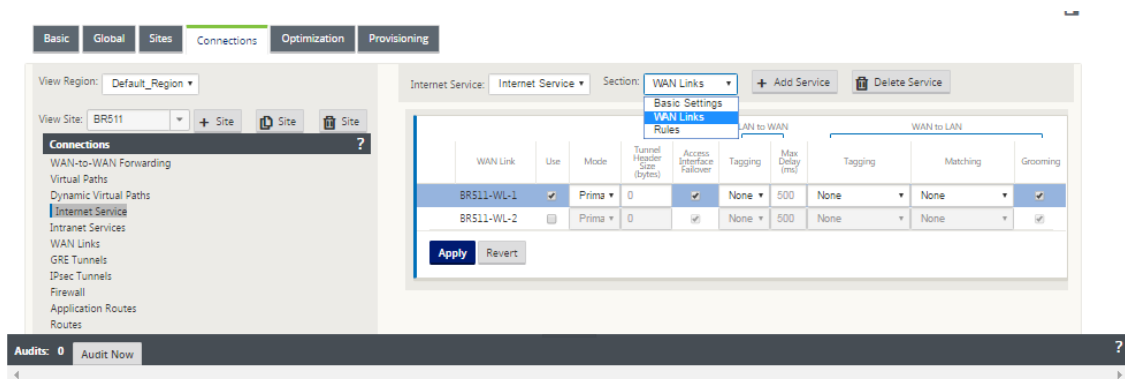 Basic Global Sites Connections Optimization Provisioning
View Region: Default_Region
Internet Service: Internet Service Section: WAN Links + Add Service Delete Service
Basic Settings
WAN Links
Rules
View Site: BR511 + Site Site Site
Connections ?
WAN-to-WAN Forwarding
Virtual Paths
Dynamic Virtual Paths
Internet Service
Intranet Services
WAN Links
GRE Tunnels
IPsec Tunnels
Firewall
Application Routes
Routes
LAN to WAN WAN to LAN
WAN Link Use Mode Tunnel Header Size (bytes) Access Interface Failover Tagging Max Delay (ms) Tagging Matching Grooming
BR511-WL-1 Prima 0 None 500 None None
BR511-WL-2 Prima 0 None 500 None None
Apply Revert
Audits: 0 Audit Now ?